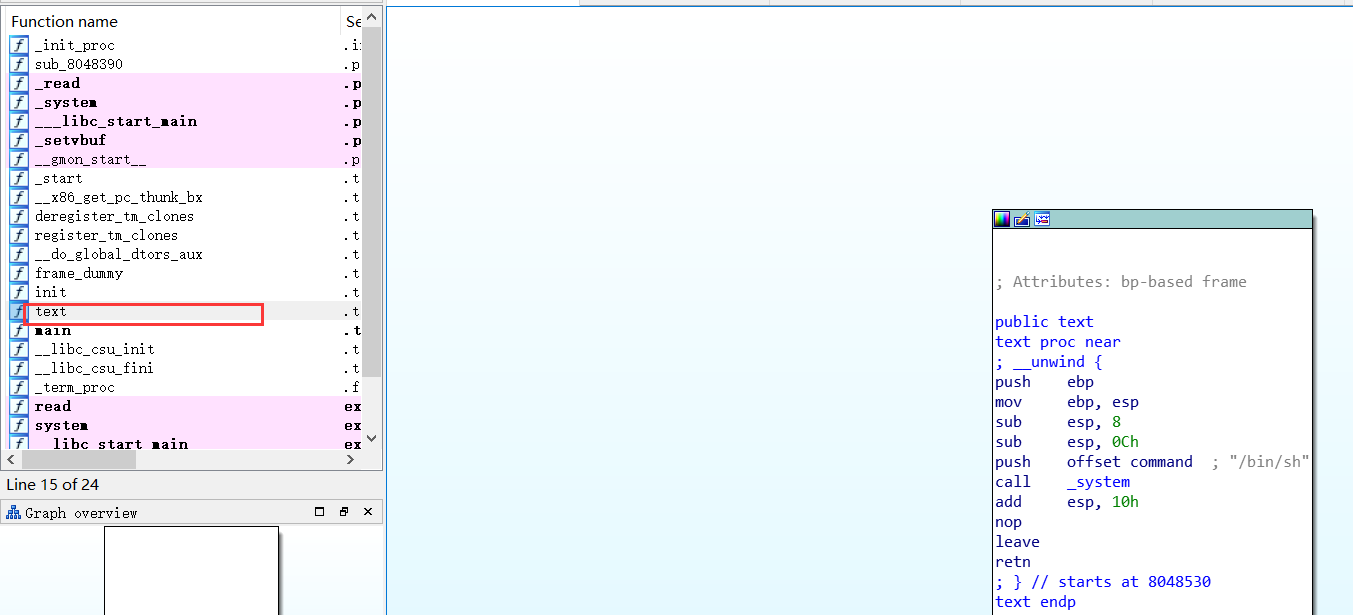 Function name Se
f _init_proc .i
f sub_8048390 .p
f _read .p
f _system .p
f ___libc_start_main .p
f _setvbuf .p
f __gmon_start__ .p
f _start .t
f __x86_get_pc_thunk_bx .t
f deregister_tm_clones .t
f register_tm_clones .t
f __do_global_dtors_aux .t
f frame_dummy .t
f init .t
f text .t
f main .t
f __libc_csu_init .t
f __libc_csu_fini .t
f _term_proc .f
f read ex
f system ex
f __libc_start_main ex
Line 15 of 24
Graph overview
; Attributes: bp-based frame
public text
text proc near
; __unwind {
push ebp
mov ebp, esp
sub esp, 8
sub esp, 0Ch
push offset command ; "/bin/sh"
call _system
add esp, 10h
nop
leave
retn
; } // starts at 8048530
text endp